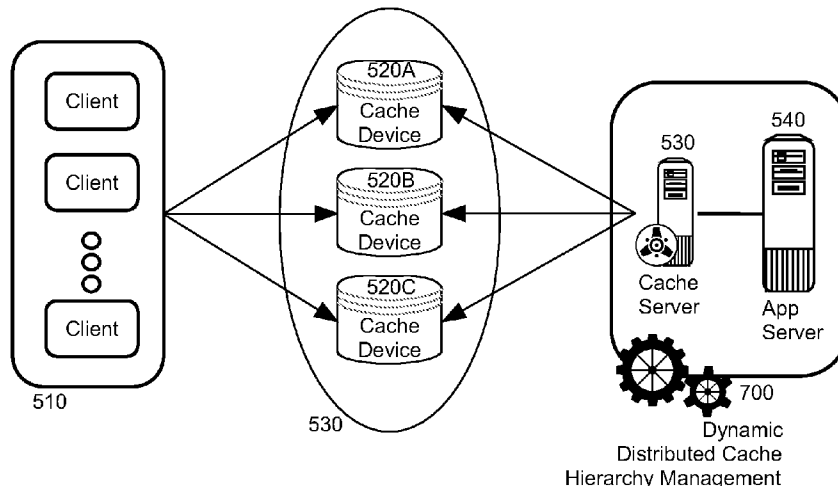 Client
Client
Client
510
520A
Cache
Device
520B
Cache
Device
520C
Cache
Device
530
530
Cache
Server
540
App
Server
700
Dynamic
Distributed Cache
Hierarchy Management